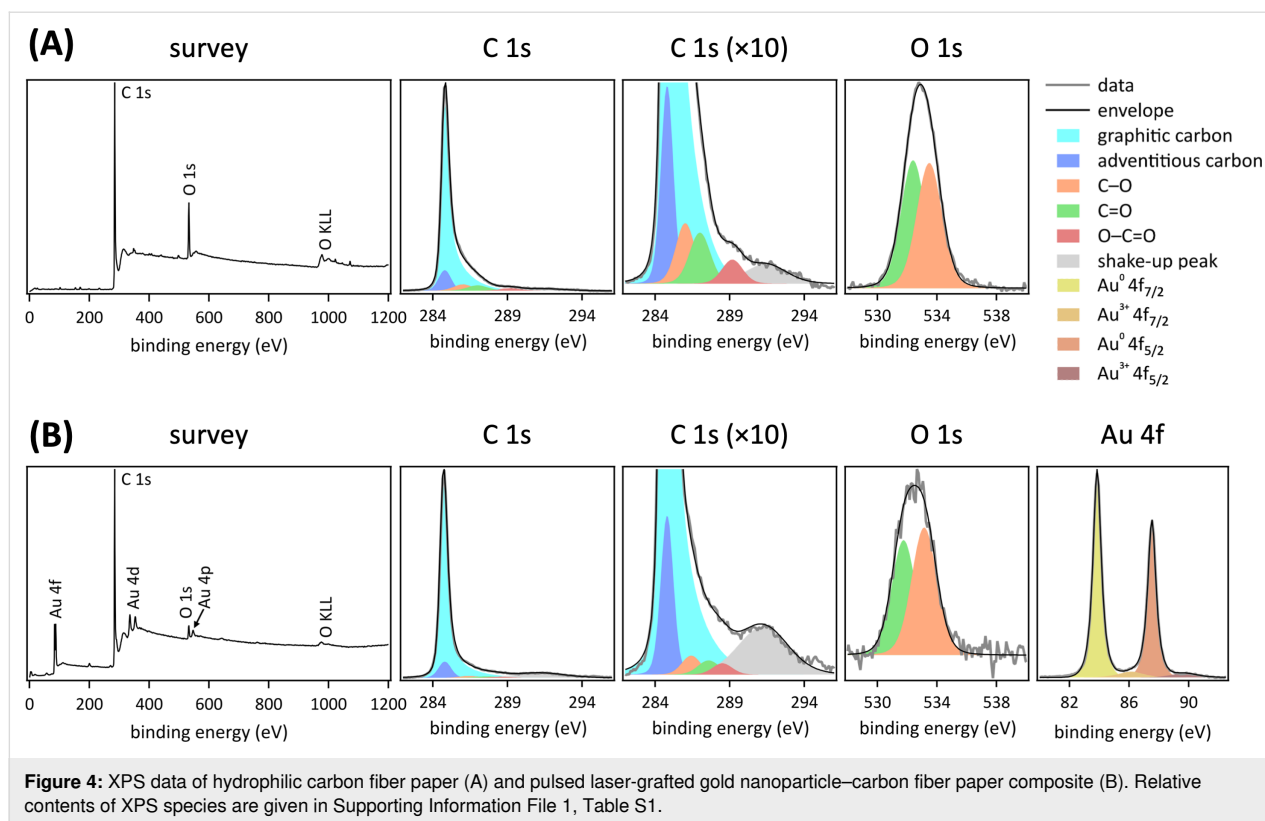 (A)
survey
C 1s
C 1s (×10)
O 1s
C 1s
O 1s
O KLL
0 200 400 600 800 1000 1200
binding energy (eV)
284 289 294
binding energy (eV)
284 289 294
binding energy (eV)
530 534 538
binding energy (eV)
data
envelope
graphitic carbon
adventitious carbon
C–O
C=O
O–C=O
shake-up peak
Au⁰ 4f7/2
Au³⁺ 4f7/2
Au⁰ 4f5/2
Au³⁺ 4f5/2
(B)
survey
C 1s
C 1s (×10)
O 1s
Au 4f
C 1s
Au 4f
Au 4d
O 1s
Au 4p
O KLL
0 200 400 600 800 1000 1200
binding energy (eV)
284 289 294
binding energy (eV)
284 289 294
binding energy (eV)
530 534 538
binding energy (eV)
82 86 90
binding energy (eV)
Figure 4: XPS data of hydrophilic carbon fiber paper (A) and pulsed laser-grafted gold nanoparticle–carbon fiber paper composite (B). Relative
contents of XPS species are given in Supporting Information File 1, Table S1.